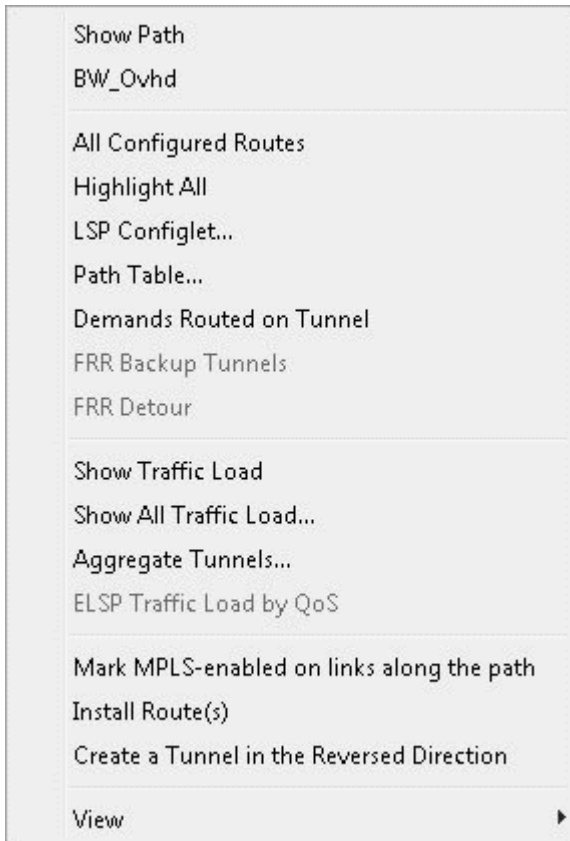 Show Path
BW_Ovhd
All Configured Routes
Highlight All
LSP Configlet...
Path Table...
Demands Routed on Tunnel
FRR Backup Tunnels
FRR Detour
Show Traffic Load
Show All Traffic Load...
Aggregate Tunnels...
ELSP Traffic Load by QoS
Mark MPLS-enabled on links along the path
Install Route(s)
Create a Tunnel in the Reversed Direction
View